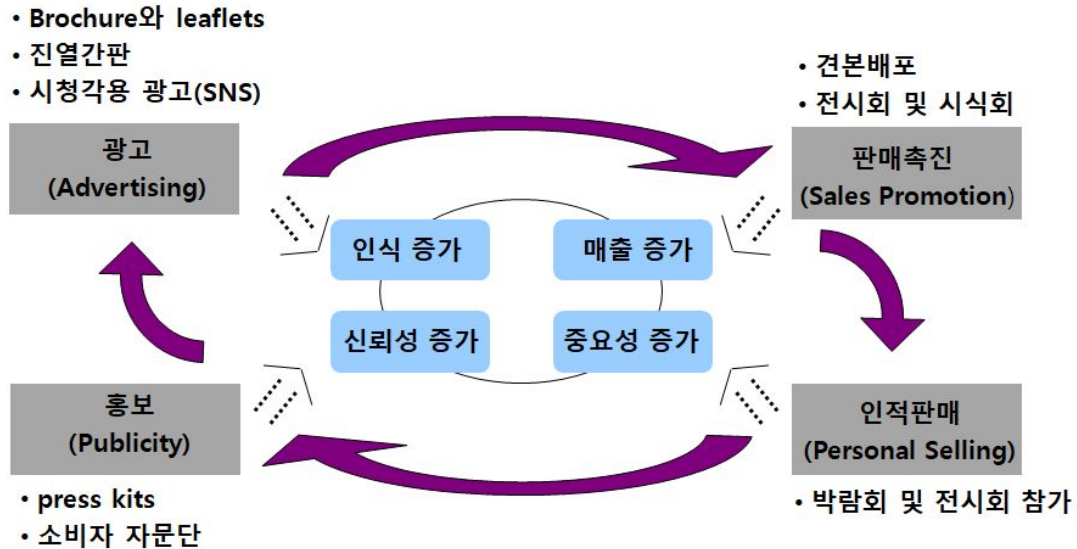 • Brochure와 leaflets
• 진열간판
• 시청각용 광고(SNS)
광고
(Advertising)
• 견본배포
• 전시회 및 시식회
판매촉진
(Sales Promotion)
인식 증가
매출 증가
신뢰성 증가
중요성 증가
홍보
(Publicity)
• press kits
• 소비자 자문단
인적판매
(Personal Selling)
• 박람회 및 전시회 참가